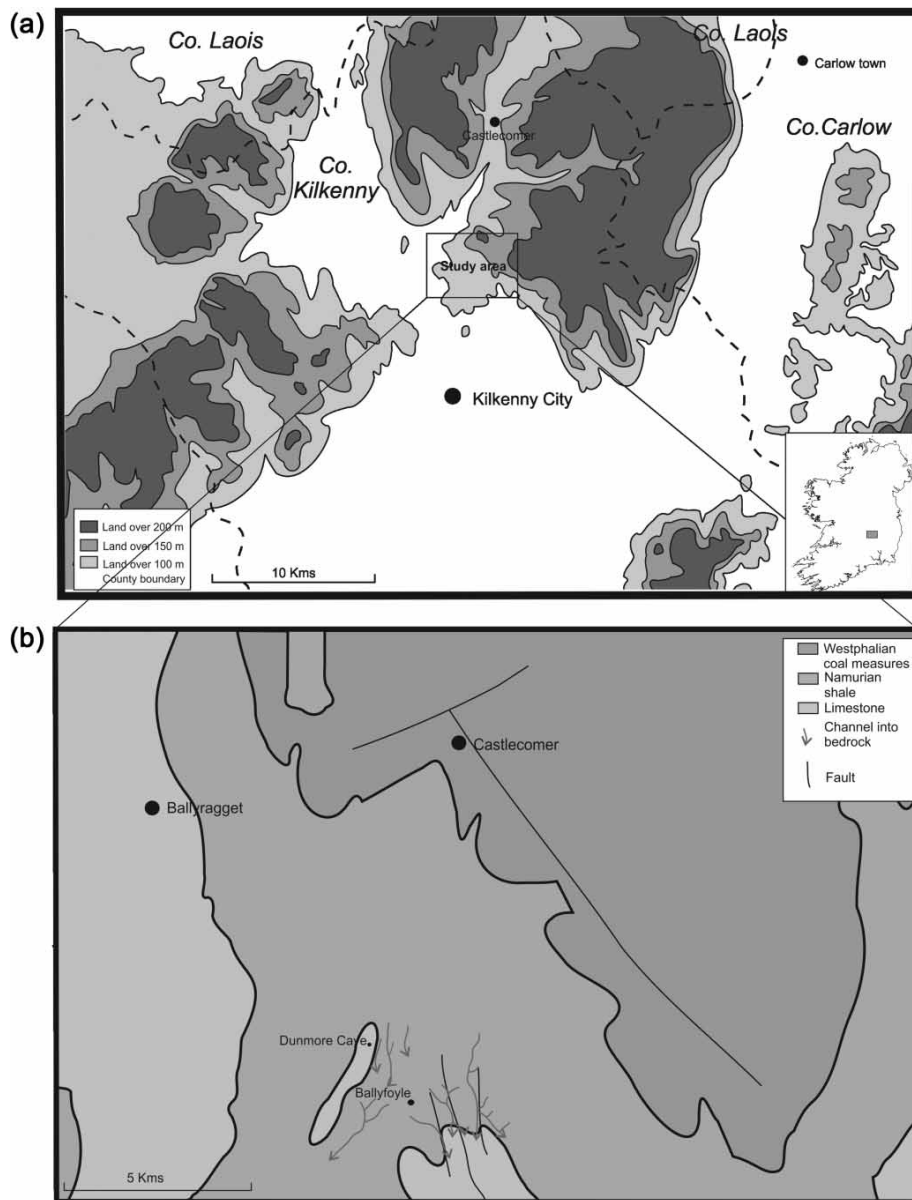 (a)
Co. Laois
Co. Laois
Carlow town
Castlecomer
Co.Carlow
Co.
Kilkenny
Study area
Kilkenny City
Land over 200 m
Land over 150 m
Land over 100 m
County boundary
10 Kms
(b)
Westphalian
coal measures
Namurian
shale
Limestone
Channel into
bedrock
Fault
Castlecomer
Ballyragget
Dunmore Cave
Ballyfoyle
5 Kms